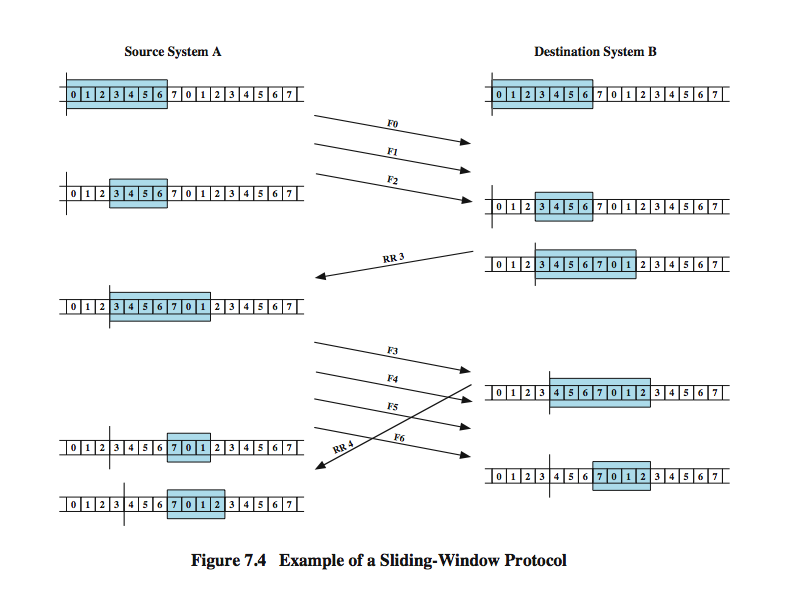 Source System A
Destination System B
0 1 2 3 4 5 6 7 0 1 2 3 4 5 6 7
0 1 2 3 4 5 6 7 0 1 2 3 4 5 6 7
F0
F1
F2
0 1 2 3 4 5 6 7 0 1 2 3 4 5 6 7
0 1 2 3 4 5 6 7 0 1 2 3 4 5 6 7
RR 3
0 1 2 3 4 5 6 7 0 1 2 3 4 5 6 7
0 1 2 3 4 5 6 7 0 1 2 3 4 5 6 7
F3
F4
F5
F6
RR 4
0 1 2 3 4 5 6 7 0 1 2 3 4 5 6 7
0 1 2 3 4 5 6 7 0 1 2 3 4 5 6 7
0 1 2 3 4 5 6 7 0 1 2 3 4 5 6 7
0 1 2 3 4 5 6 7 0 1 2 3 4 5 6 7
Figure 7.4 Example of a Sliding-Window Protocol